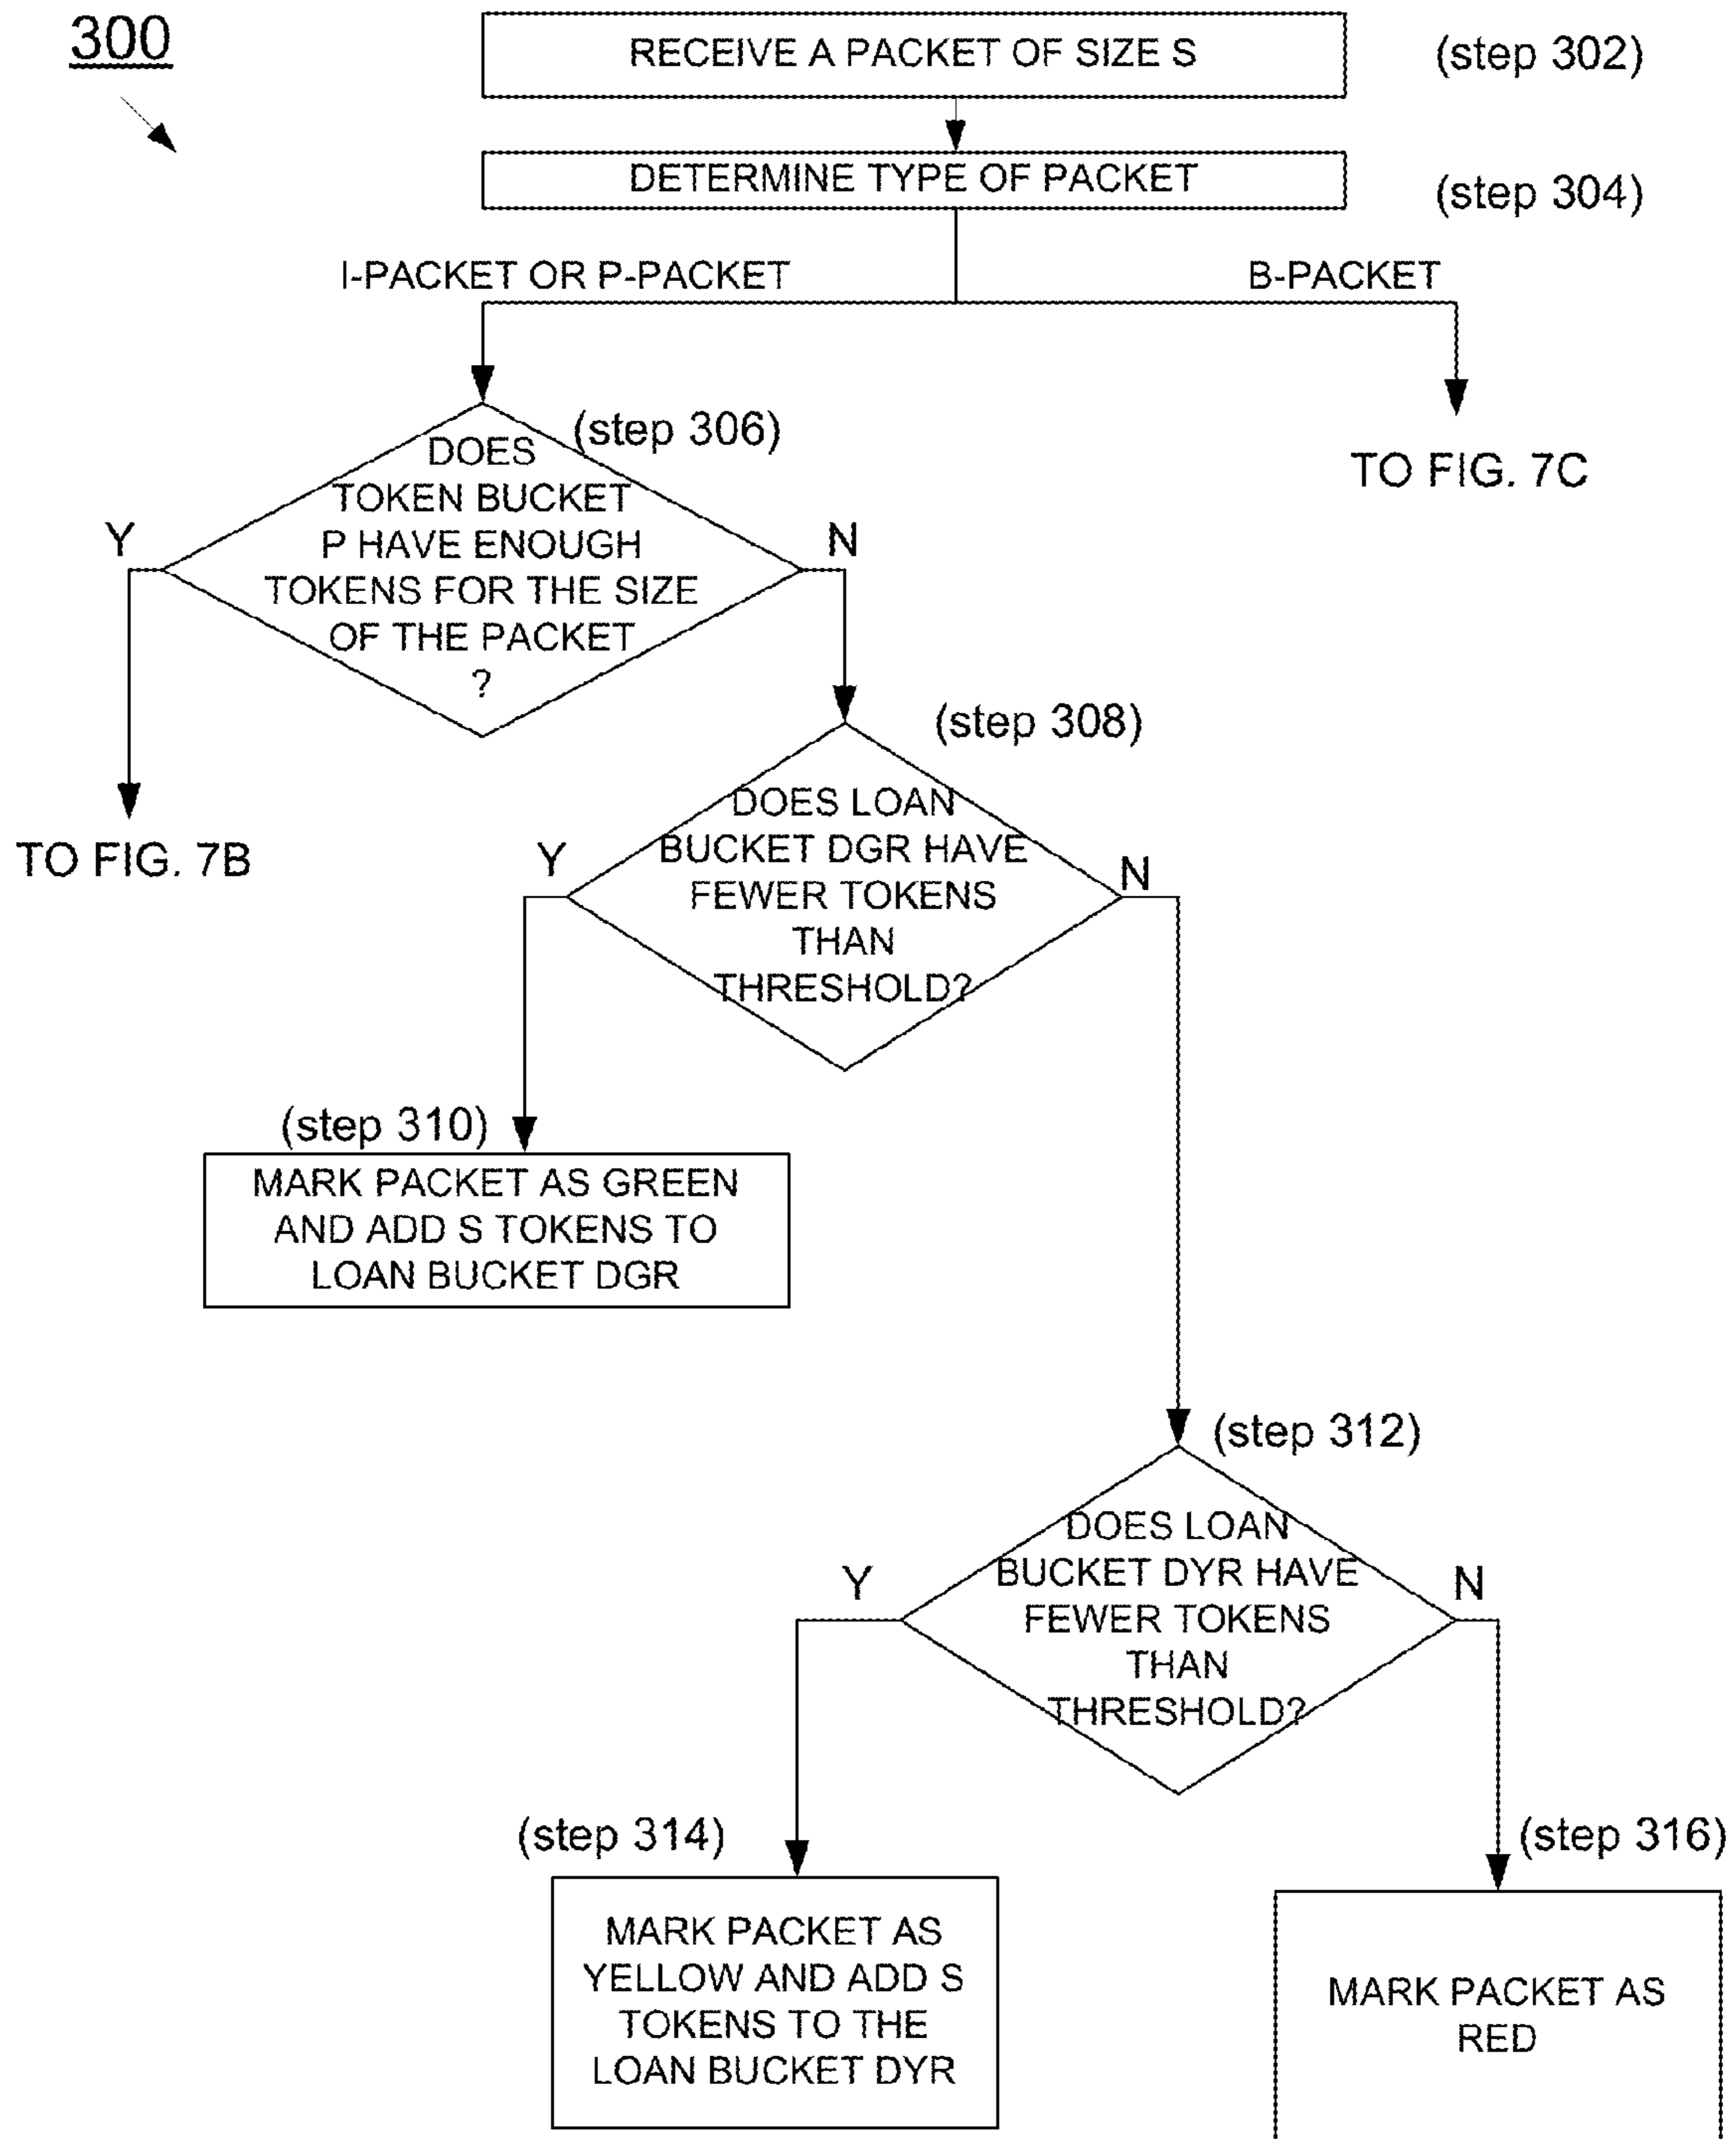 300
RECEIVE A PACKET OF SIZE S
(step 302)
DETERMINE TYPE OF PACKET
(step 304)
I-PACKET OR P-PACKET
B-PACKET
(step 306)
DOES
TOKEN BUCKET
P HAVE ENOUGH
TOKENS FOR THE SIZE
OF THE PACKET
?
Y
N
TO FIG. 7C
TO FIG. 7B
(step 308)
DOES LOAN
BUCKET DGR HAVE
FEWER TOKENS
THAN
THRESHOLD?
Y
N
(step 310)
MARK PACKET AS GREEN
AND ADD S TOKENS TO
LOAN BUCKET DGR
(step 312)
DOES LOAN
BUCKET DYR HAVE
FEWER TOKENS
THAN
THRESHOLD?
Y
N
(step 314)
MARK PACKET AS
YELLOW AND ADD S
TOKENS TO THE
LOAN BUCKET DYR
(step 316)
MARK PACKET AS
RED